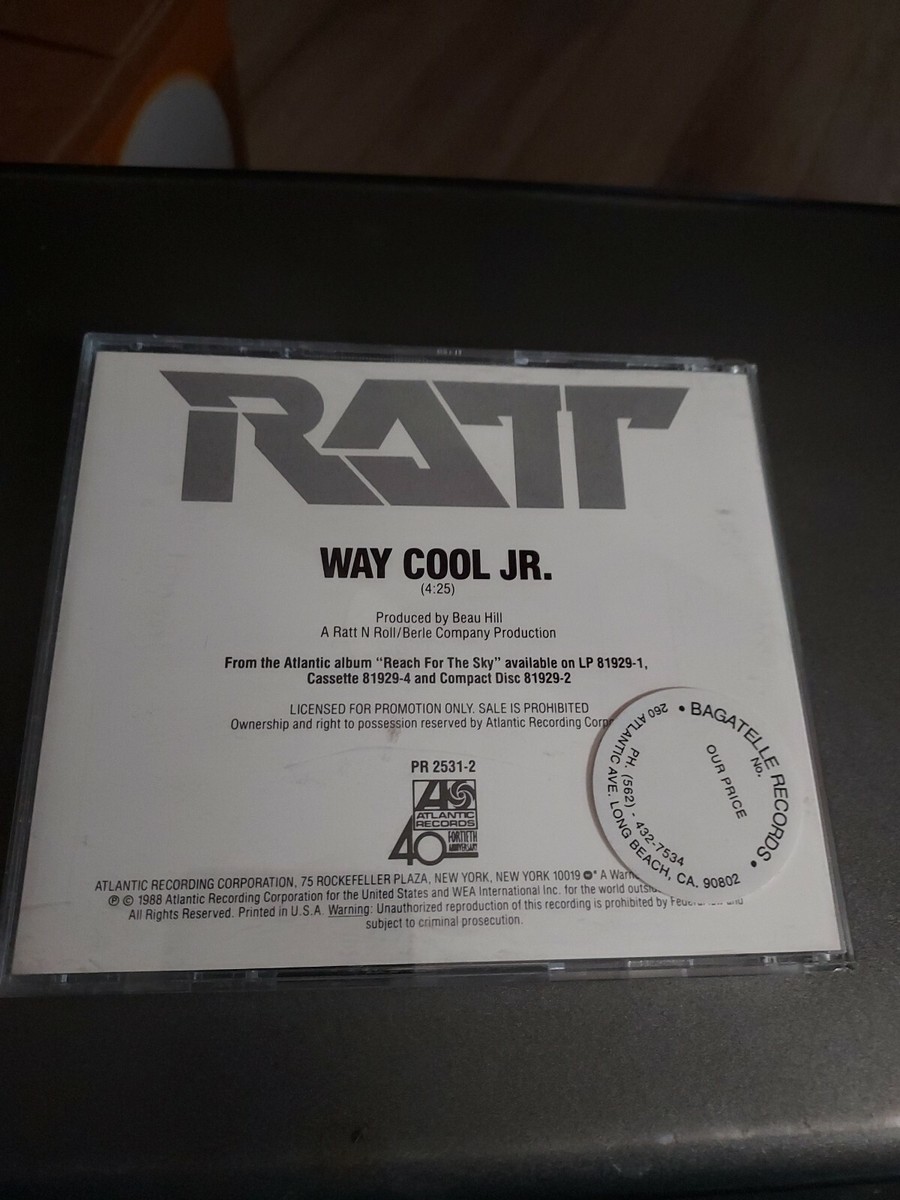 RATT
WAY COOL JR.
(4:25)
Produced by Beau Hill
A Ratt N Roll/Berle Company Production
From the Atlantic album "Reach For The Sky" available on LP 81929-1,
Cassette 81929-4 and Compact Disc 81929-2
LICENSED FOR PROMOTION ONLY. SALE IS PROHIBITED
Ownership and right to possession reserved by Atlantic Recording
PR 2531-2
ATLANTIC
RECORDS
40 FORTIETH
ANNIVERSARY
ATLANTIC RECORDING CORPORATION, 75 ROCKEFELLER PLAZA, NEW YORK, NEW YORK 10019 * A
℗ © 1988 Atlantic Recording Corporation for the United States and WEA International Inc. for the world
All Rights Reserved. Printed in U.S.A. Warning: Unauthorized reproduction of this recording is prohibited by
subject to criminal prosecution.
• BAGATELLE RECORDS •
No.
OUR PRICE
PH. (562) - 432-7534
260 ATLANTIC AVE. LONG BEACH, CA. 90802